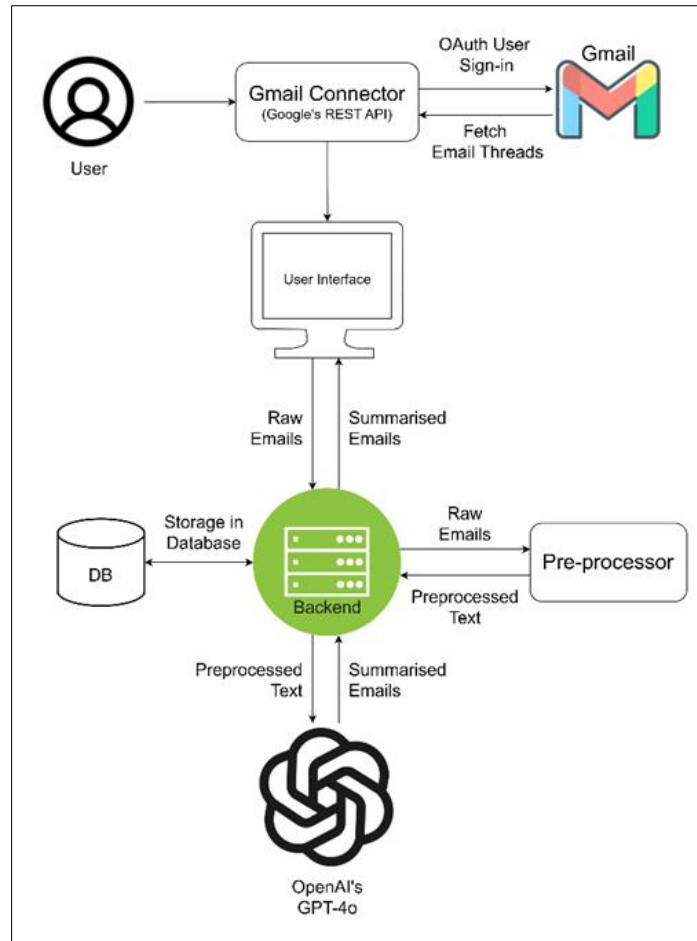 OAuth User
Sign-in
Gmail
Gmail Connector
(Google's REST API)
Fetch
Email Threads
User
User Interface
Raw
Emails
Summarised
Emails
Storage in
Database
DB
Backend
Raw
Emails
Pre-processor
Preprocessed
Text
Preprocessed
Text
Summarised
Emails
OpenAI's
GPT-4o